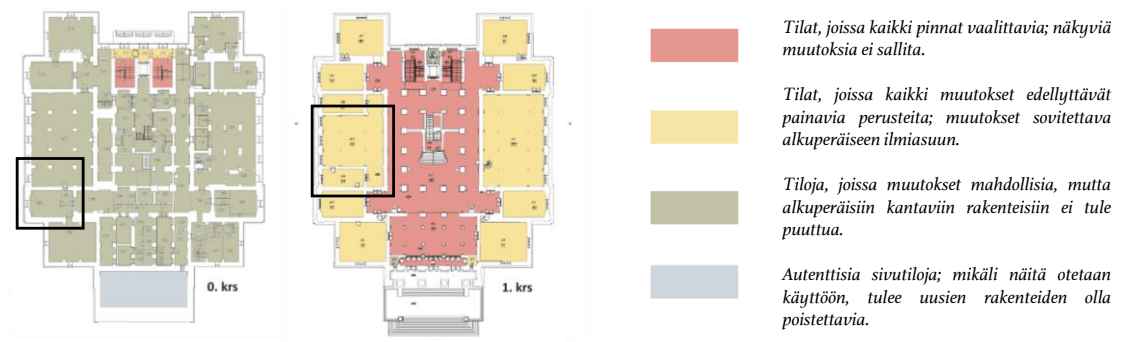 Tilat, joissa kaikki pinnat vaalittavia; näkyviä
muutoksia ei sallita.
Tilat, joissa kaikki muutokset edellyttävät
painavia perusteita; muutokset sovitettava
alkuperäiseen ilmiasuun.
Tiloja, joissa muutokset mahdollisia, mutta
alkuperäisiin kantaviin rakenteisiin ei tule
puuttua.
Autenttisia sivutiloja; mikäli näitä otetaan
käyttöön, tulee uusien rakenteiden olla
poistettavia.
0. krs
1. krs